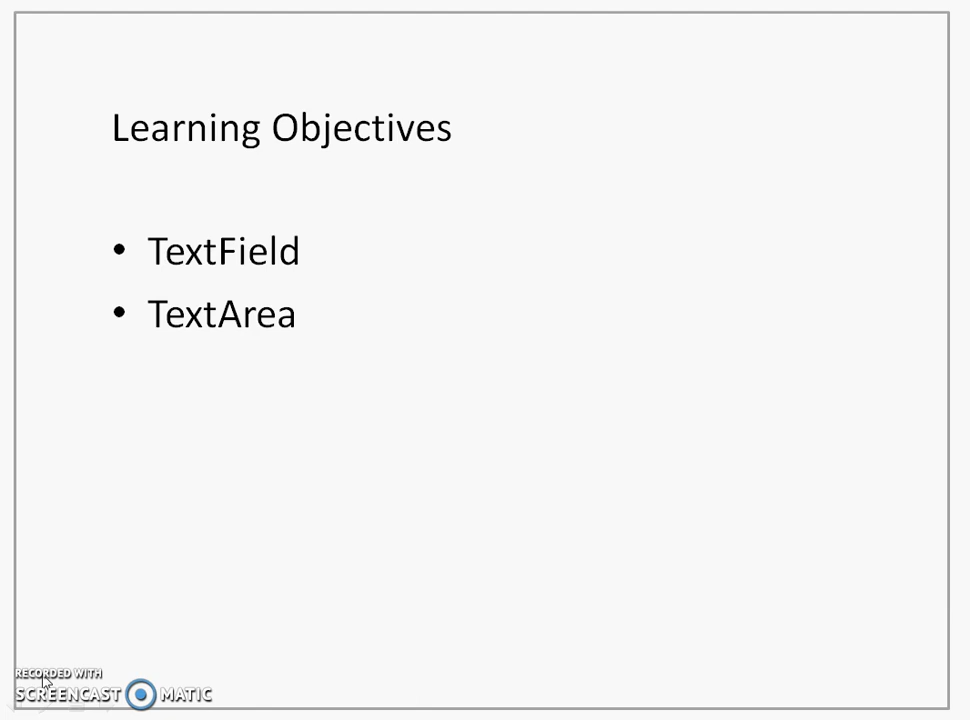 Learning Objectives
• TextField
• TextArea
RECORDED WITH
SCREENCAST MATIC